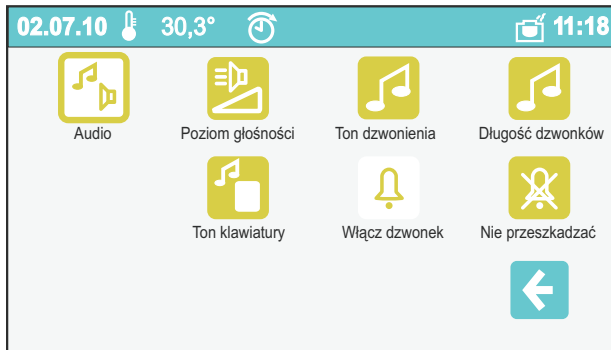 02.07.10 30,3° 11:18
Audio Poziom głośności Ton dzwonienia Długość dzwonków
Ton klawiatury Włącz dzwonek Nie przeszkadzać